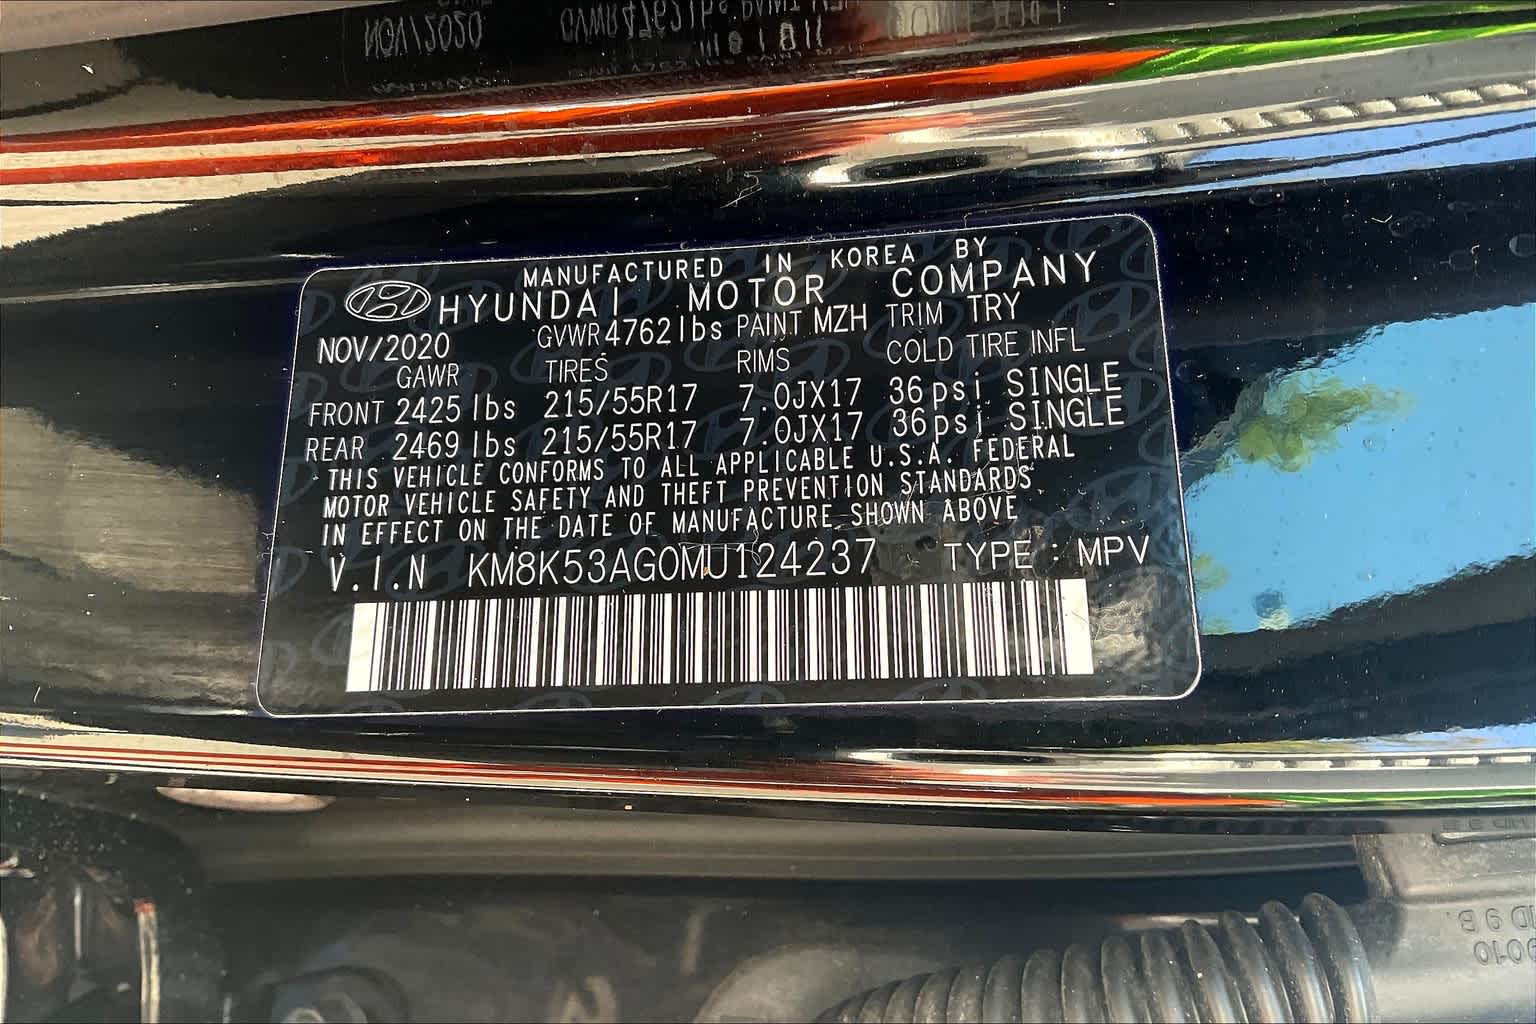 MANUFACTURED IN KOREA BY
HYUNDAI MOTOR COMPANY
NOV/2020 GVWR 4762lbs PAINT MZH TRIM TRY
GAWR TIRES RIMS COLD TIRE INFL
FRONT 2425 lbs 215/55R17 7.0JX17 36psi SINGLE
REAR 2469 lbs 215/55R17 7.0JX17 36psi SINGLE
THIS VEHICLE CONFORMS TO ALL APPLICABLE U.S.A. FEDERAL
MOTOR VEHICLE SAFETY AND THEFT PREVENTION STANDARDS
IN EFFECT ON THE DATE OF MANUFACTURE SHOWN ABOVE
V.I.N KM8K53AG0MU124237 TYPE : MPV